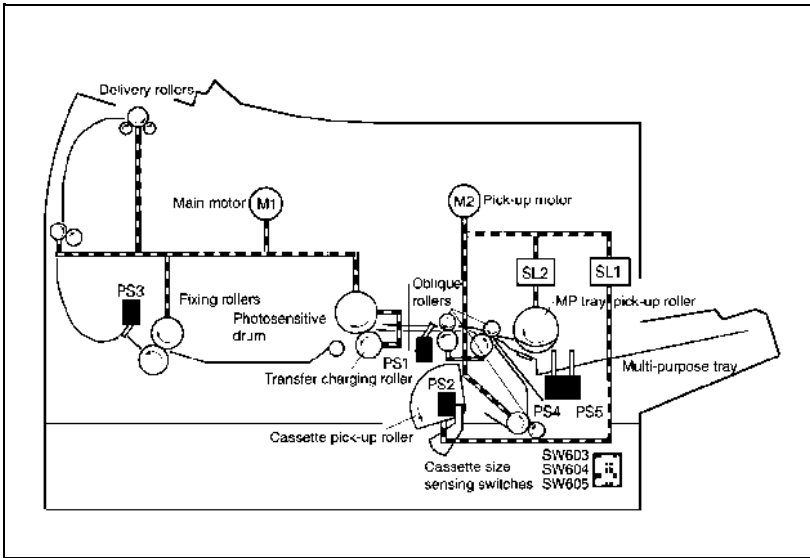 Delivery rollers
Main motor
M1
M2
Pick-up motor
SL2
SL1
PS3
Fixing rollers
Oblique
rollers
MP tray pick-up roller
Photosensitive
drum
PS1
Transfer charging roller
Multi-purpose tray
PS2
PS4
PS5
Cassette pick-up roller
Cassette size
sensing switches
SW603
SW604
SW605